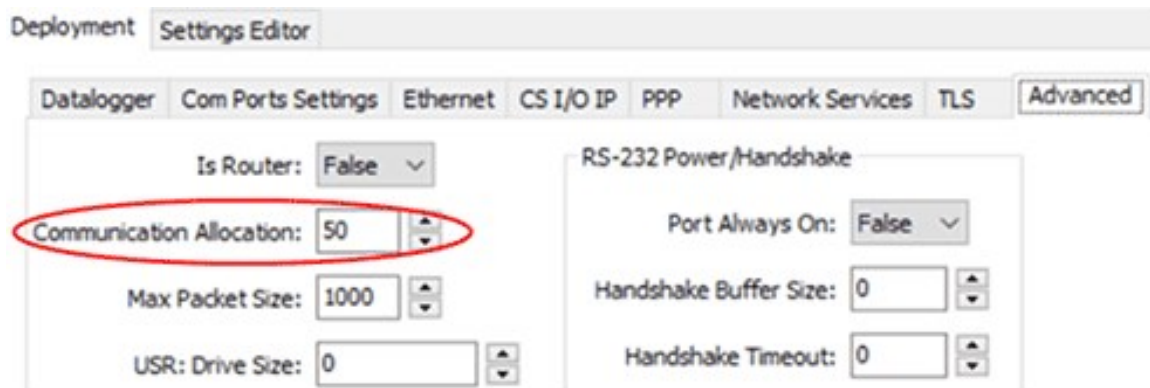 Deployment Settings Editor
Datalogger Com Ports Settings Ethernet CS I/O IP PPP Network Services TLS Advanced
Is Router: False
Communication Allocation: 50
Max Packet Size: 1000
USR: Drive Size: 0
RS-232 Power/Handshake
Port Always On: False
Handshake Buffer Size: 0
Handshake Timeout: 0